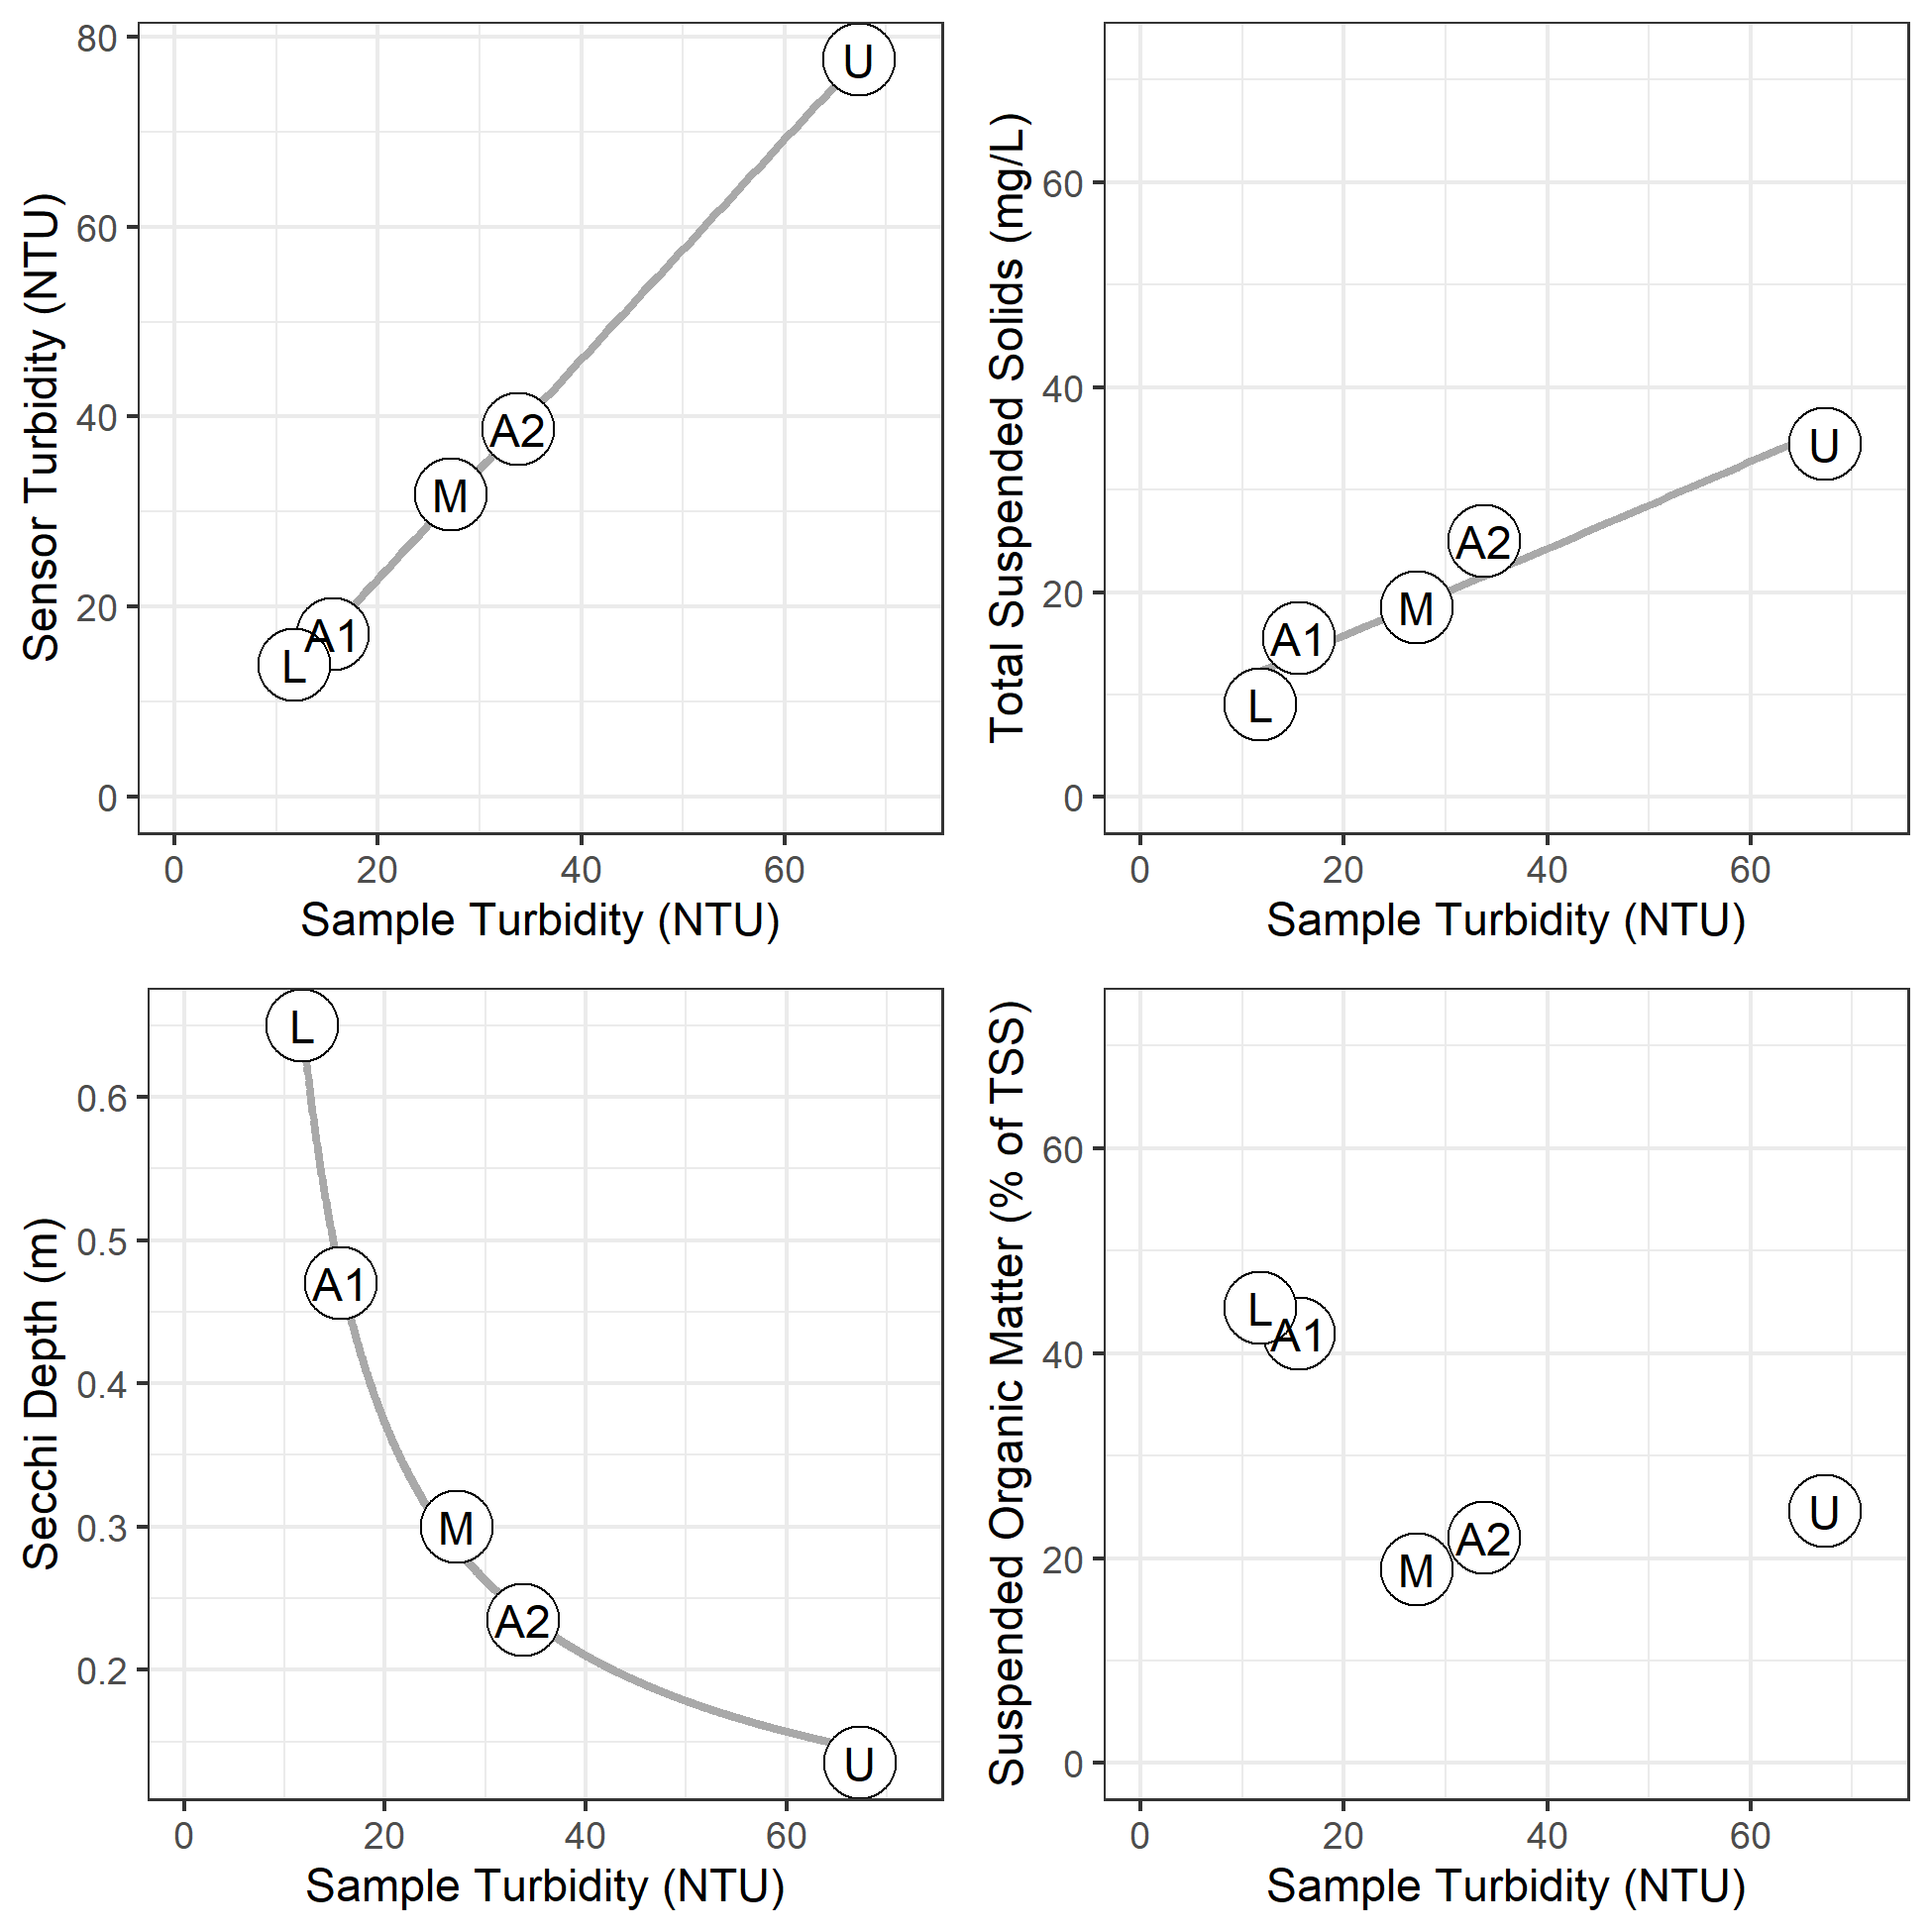 Sensor Turbidity (NTU)
80
60
40
20
0
U
A2
M
A1
L
0 20 40 60
Sample Turbidity (NTU)
Total Suspended Solids (mg/L)
60
40
20
0
U
A2
M
A1
L
0 20 40 60
Sample Turbidity (NTU)
Secchi Depth (m)
0.6
0.5
0.4
0.3
0.2
L
A1
M
A2
U
0 20 40 60
Sample Turbidity (NTU)
Suspended Organic Matter (% of TSS)
60
40
20
0
L
A1
U
A2
M
0 20 40 60
Sample Turbidity (NTU)